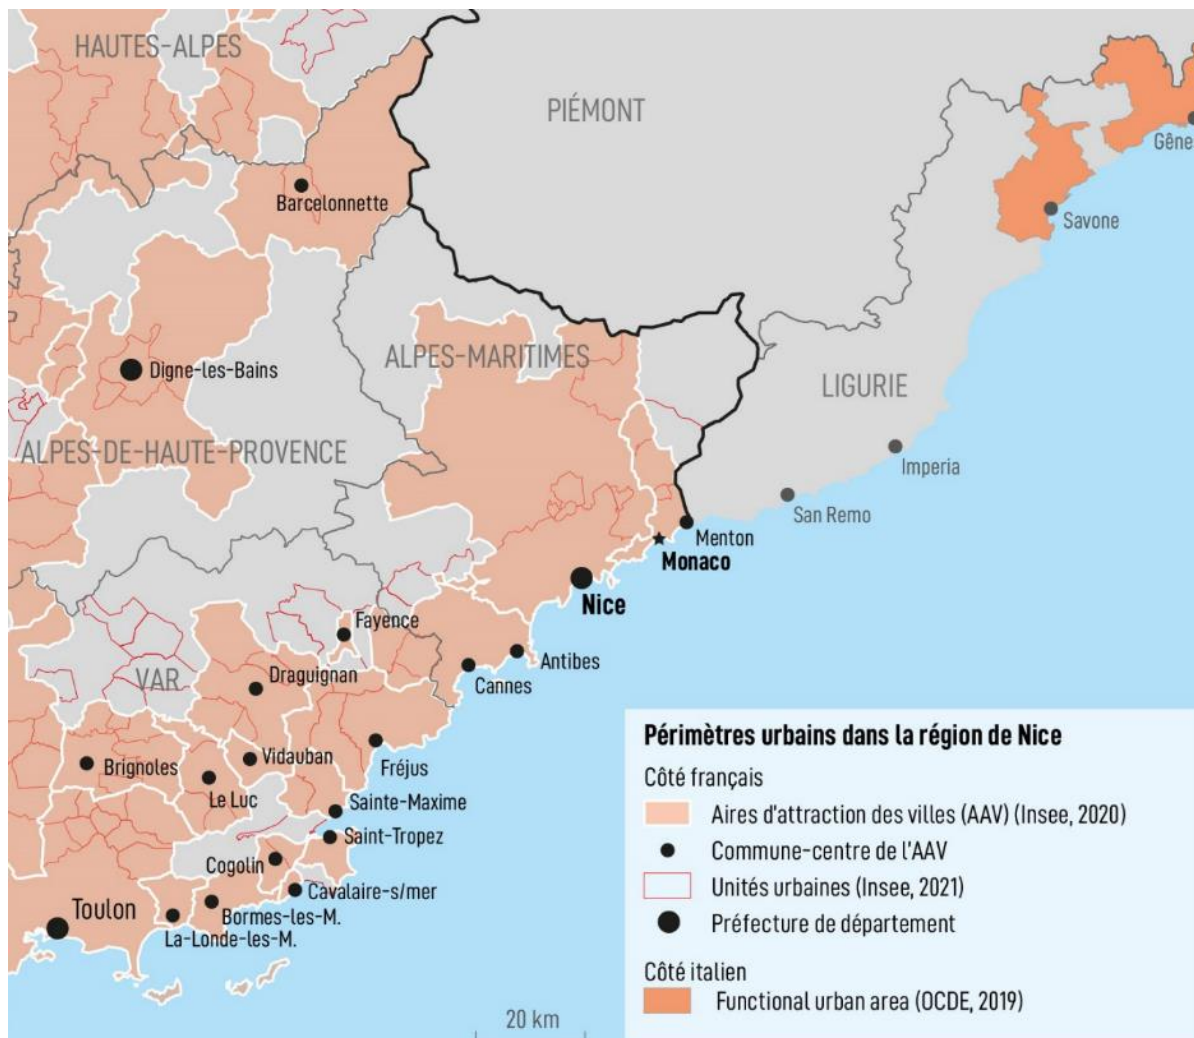 HAUTES-ALPES
PIÉMONT
Gêne
Barcelonnette
Savone
ALPES-MARITIMES
Digne-les-Bains
LIGURIE
ALPES-DE-HAUTE-PROVENCE
Imperia
San Remo
Menton
Monaco
Nice
Fayence
Antibes
Draguignan
VAR
Cannes
Vidauban
Fréjus
Brignoles
Le Luc
Sainte-Maxime
Saint-Tropez
Cogolin
Cavalaire-s/mer
Toulon
Bormes-les-M.
La-Londe-les-M.
20 km
Périmètres urbains dans la région de Nice
Côté français
Aires d'attraction des villes (AAV) (Insee, 2020)
Commune-centre de l'AAV
Unités urbaines (Insee, 2021)
Préfecture de département
Côté italien
Functional urban area (OCDE, 2019)